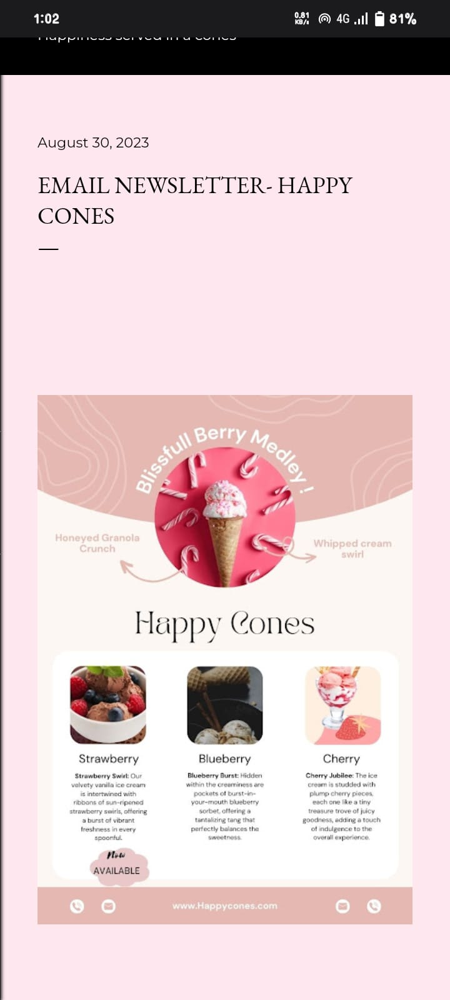 1:02
0.81
KB/s
4G
81%
Happiness served in a cones
August 30, 2023
EMAIL NEWSLETTER- HAPPY
CONES
Blissfull Berry Medley !
Honeyed Granola
Crunch
Whipped cream
swirl
Happy Cones
Strawberry
Strawberry Swirl: Our
velvety vanilla ice cream
is intertwined with
ribbons of sun-ripened
strawberry swirls, offering
a burst of vibrant
freshness in every
spoonful.
Blueberry
Blueberry Burst: Hidden
within the creaminess are
pockets of burst-in-
your-mouth blueberry
sorbet, offering a
tantalizing tang that
perfectly balances the
sweetness.
Cherry
Cherry Jubilee: The ice
cream is studded with
plump cherry pieces,
each one like a tiny
treasure trove of juicy
goodness, adding a touch
of indulgence to the
overall experience.
Now
AVAILABLE
www.Happycones.com